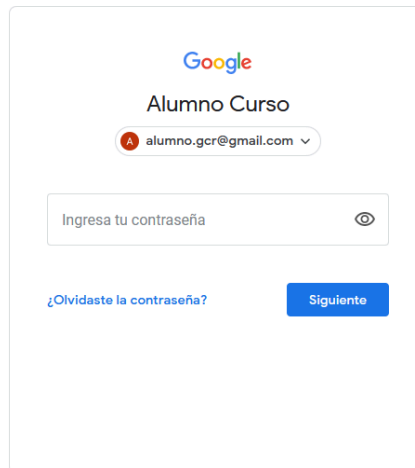 Google
Alumno Curso
A alumno.gcr@gmail.com
Ingresa tu contraseña
¿Olvidaste la contraseña? Siguiente